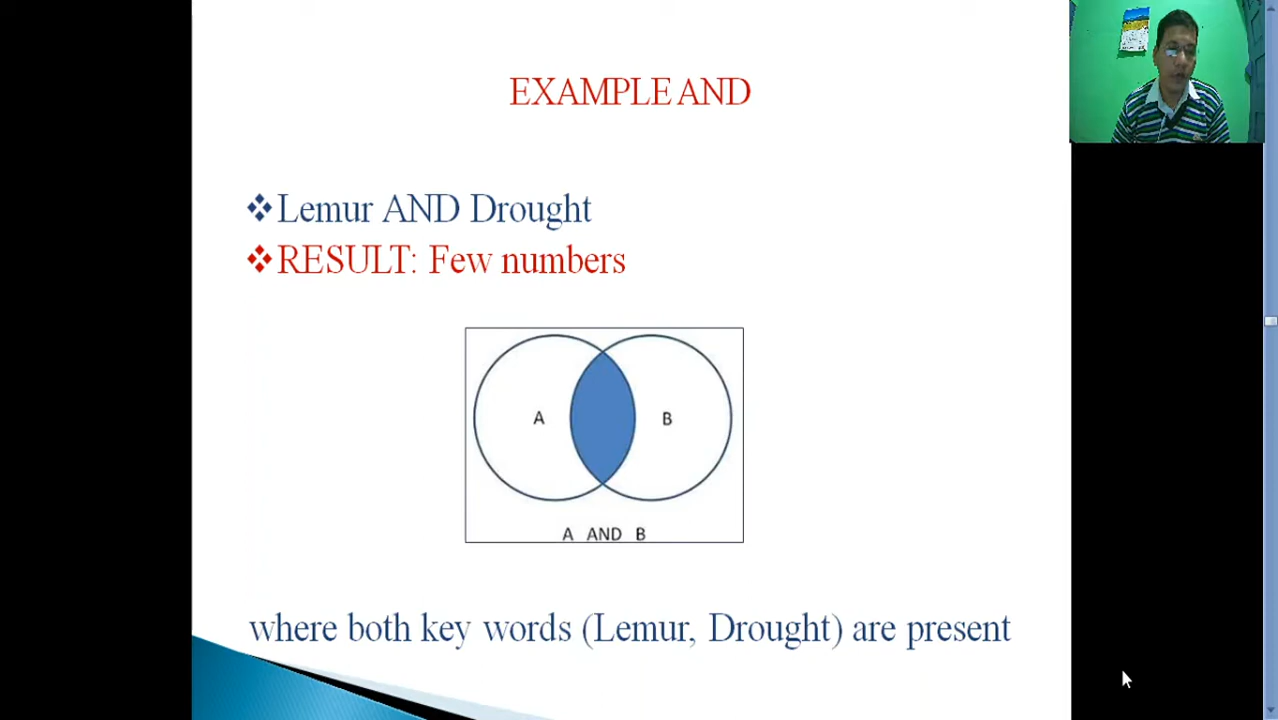 EXAMPLE AND
Lemur AND Drought
RESULT: Few numbers
A B
A AND B
where both key words (Lemur, Drought) are present